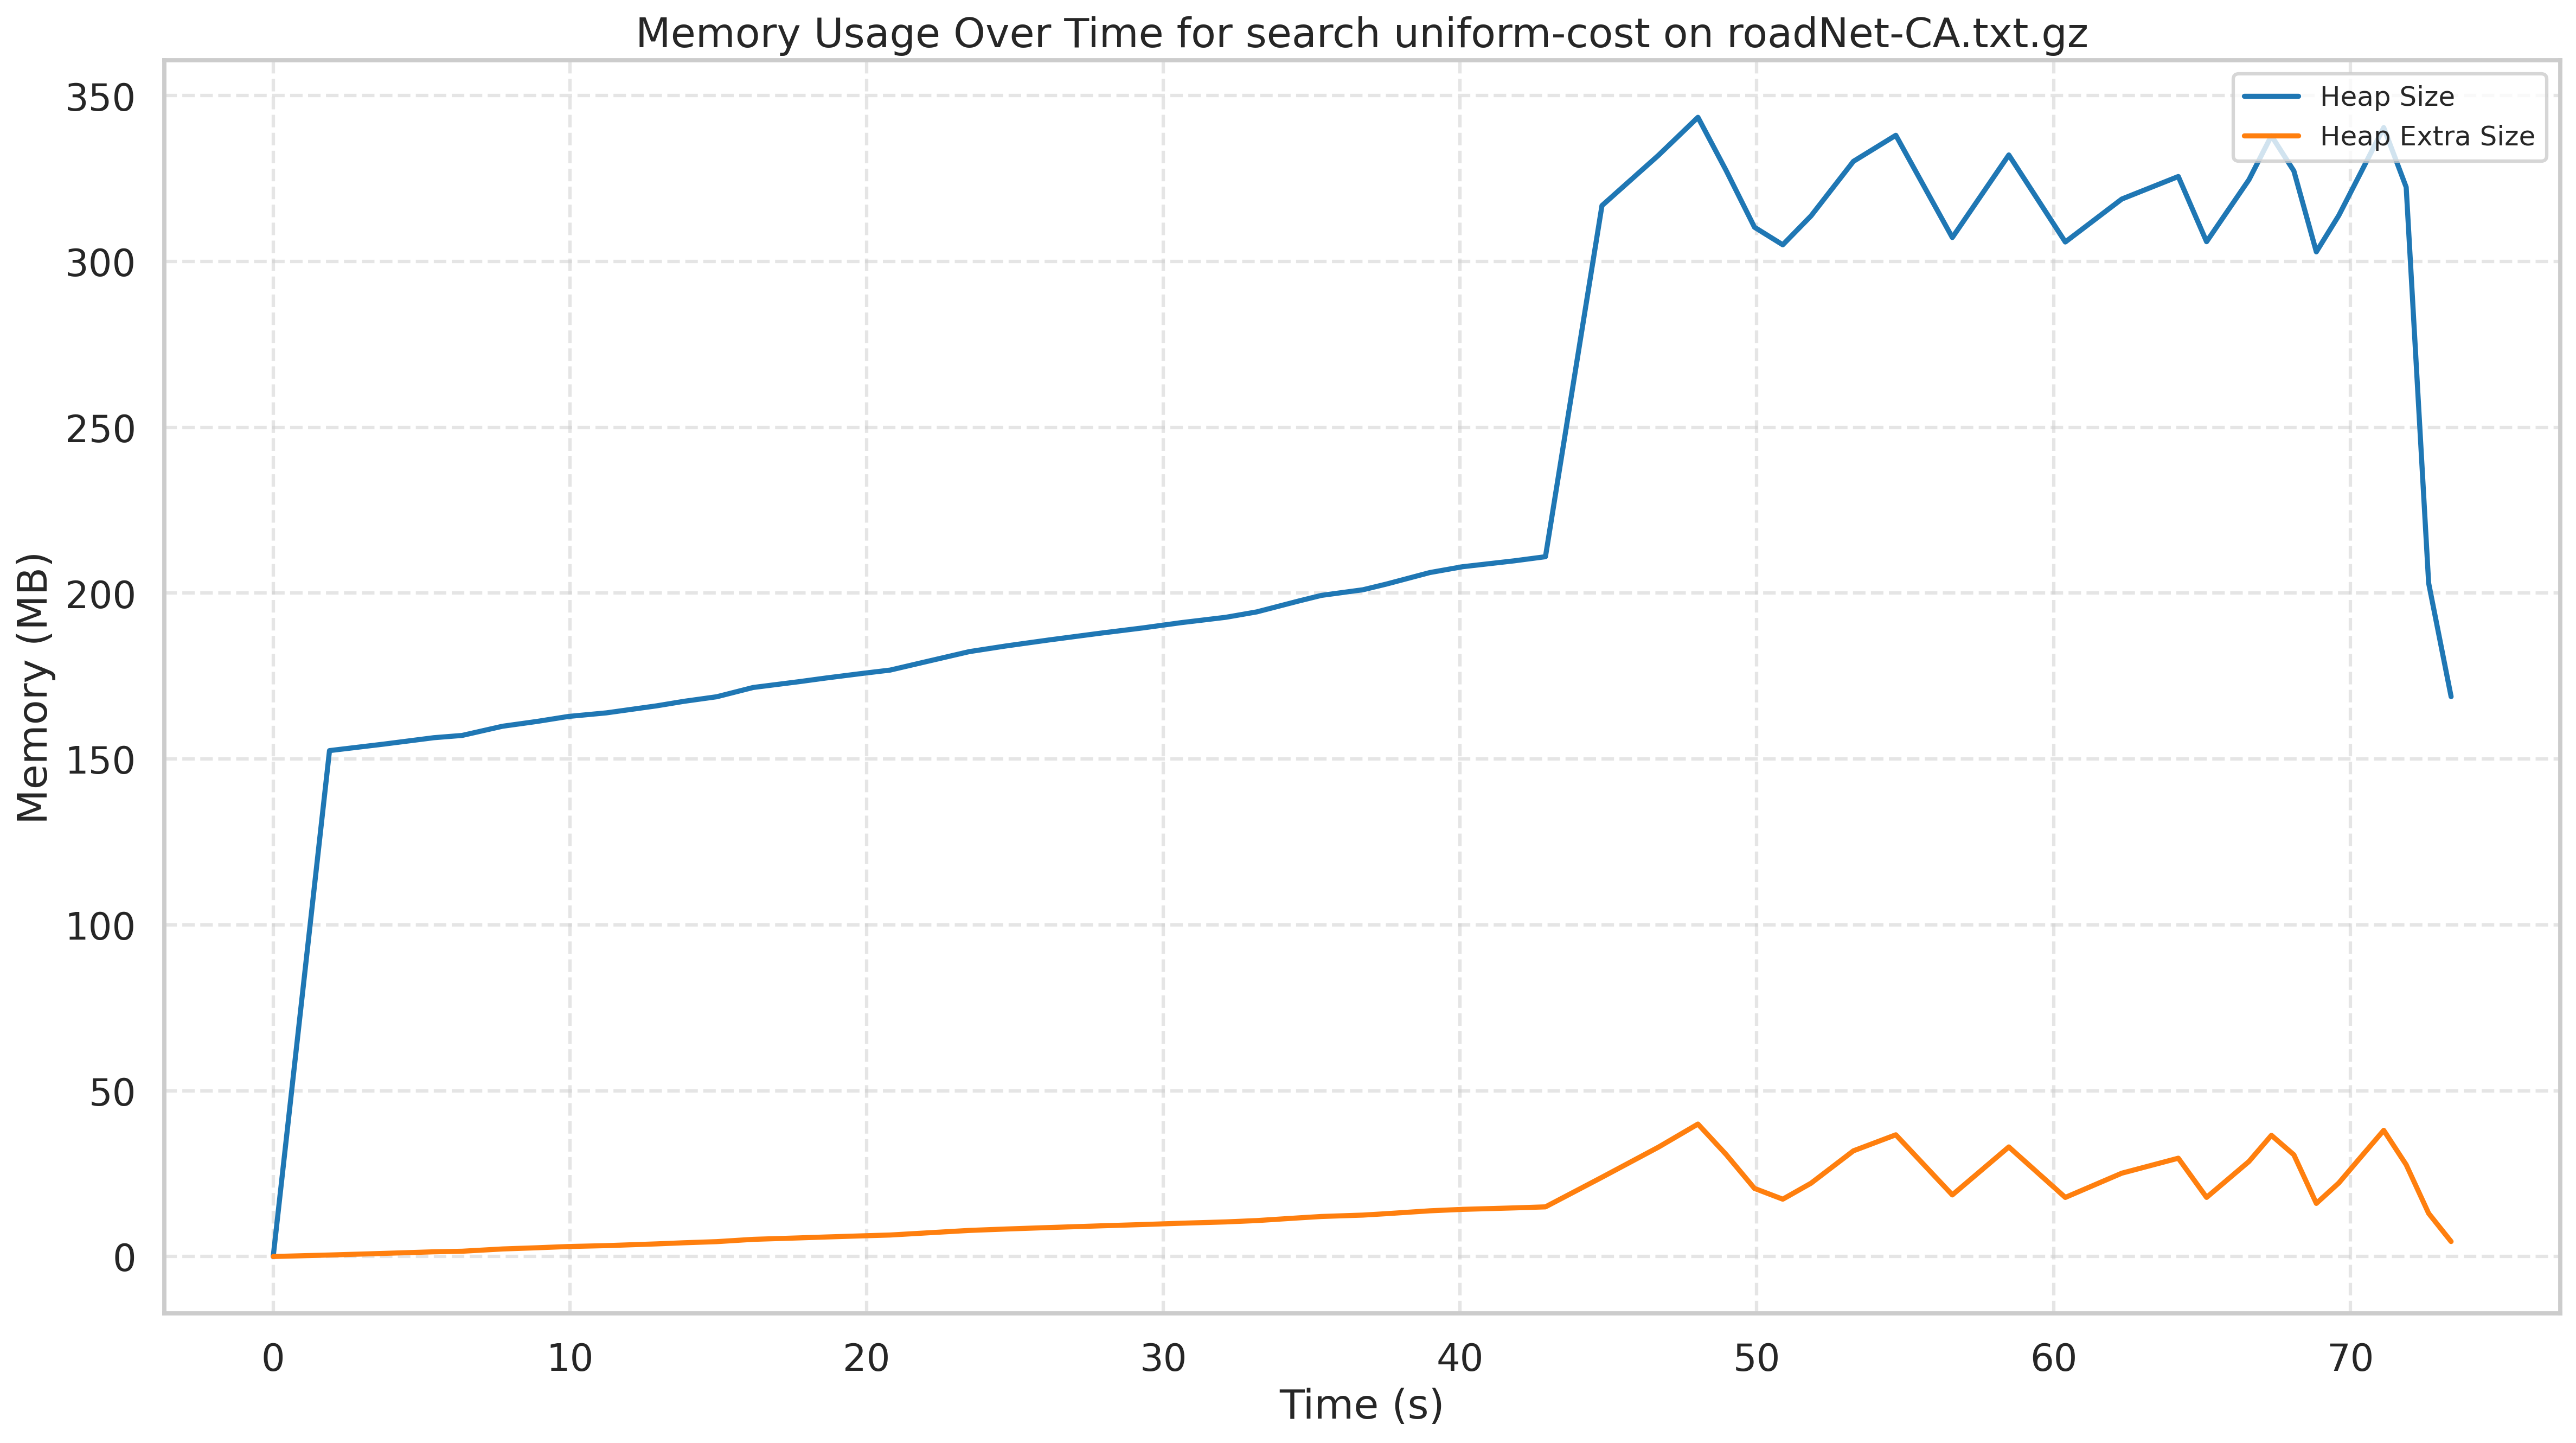 Memory Usage Over Time for search uniform-cost on roadNet-CA.txt.gz
Heap Size
Heap Extra Size
Memory (MB)
350
300
250
200
150
100
50
0
0 10 20 30 40 50 60 70
Time (s)